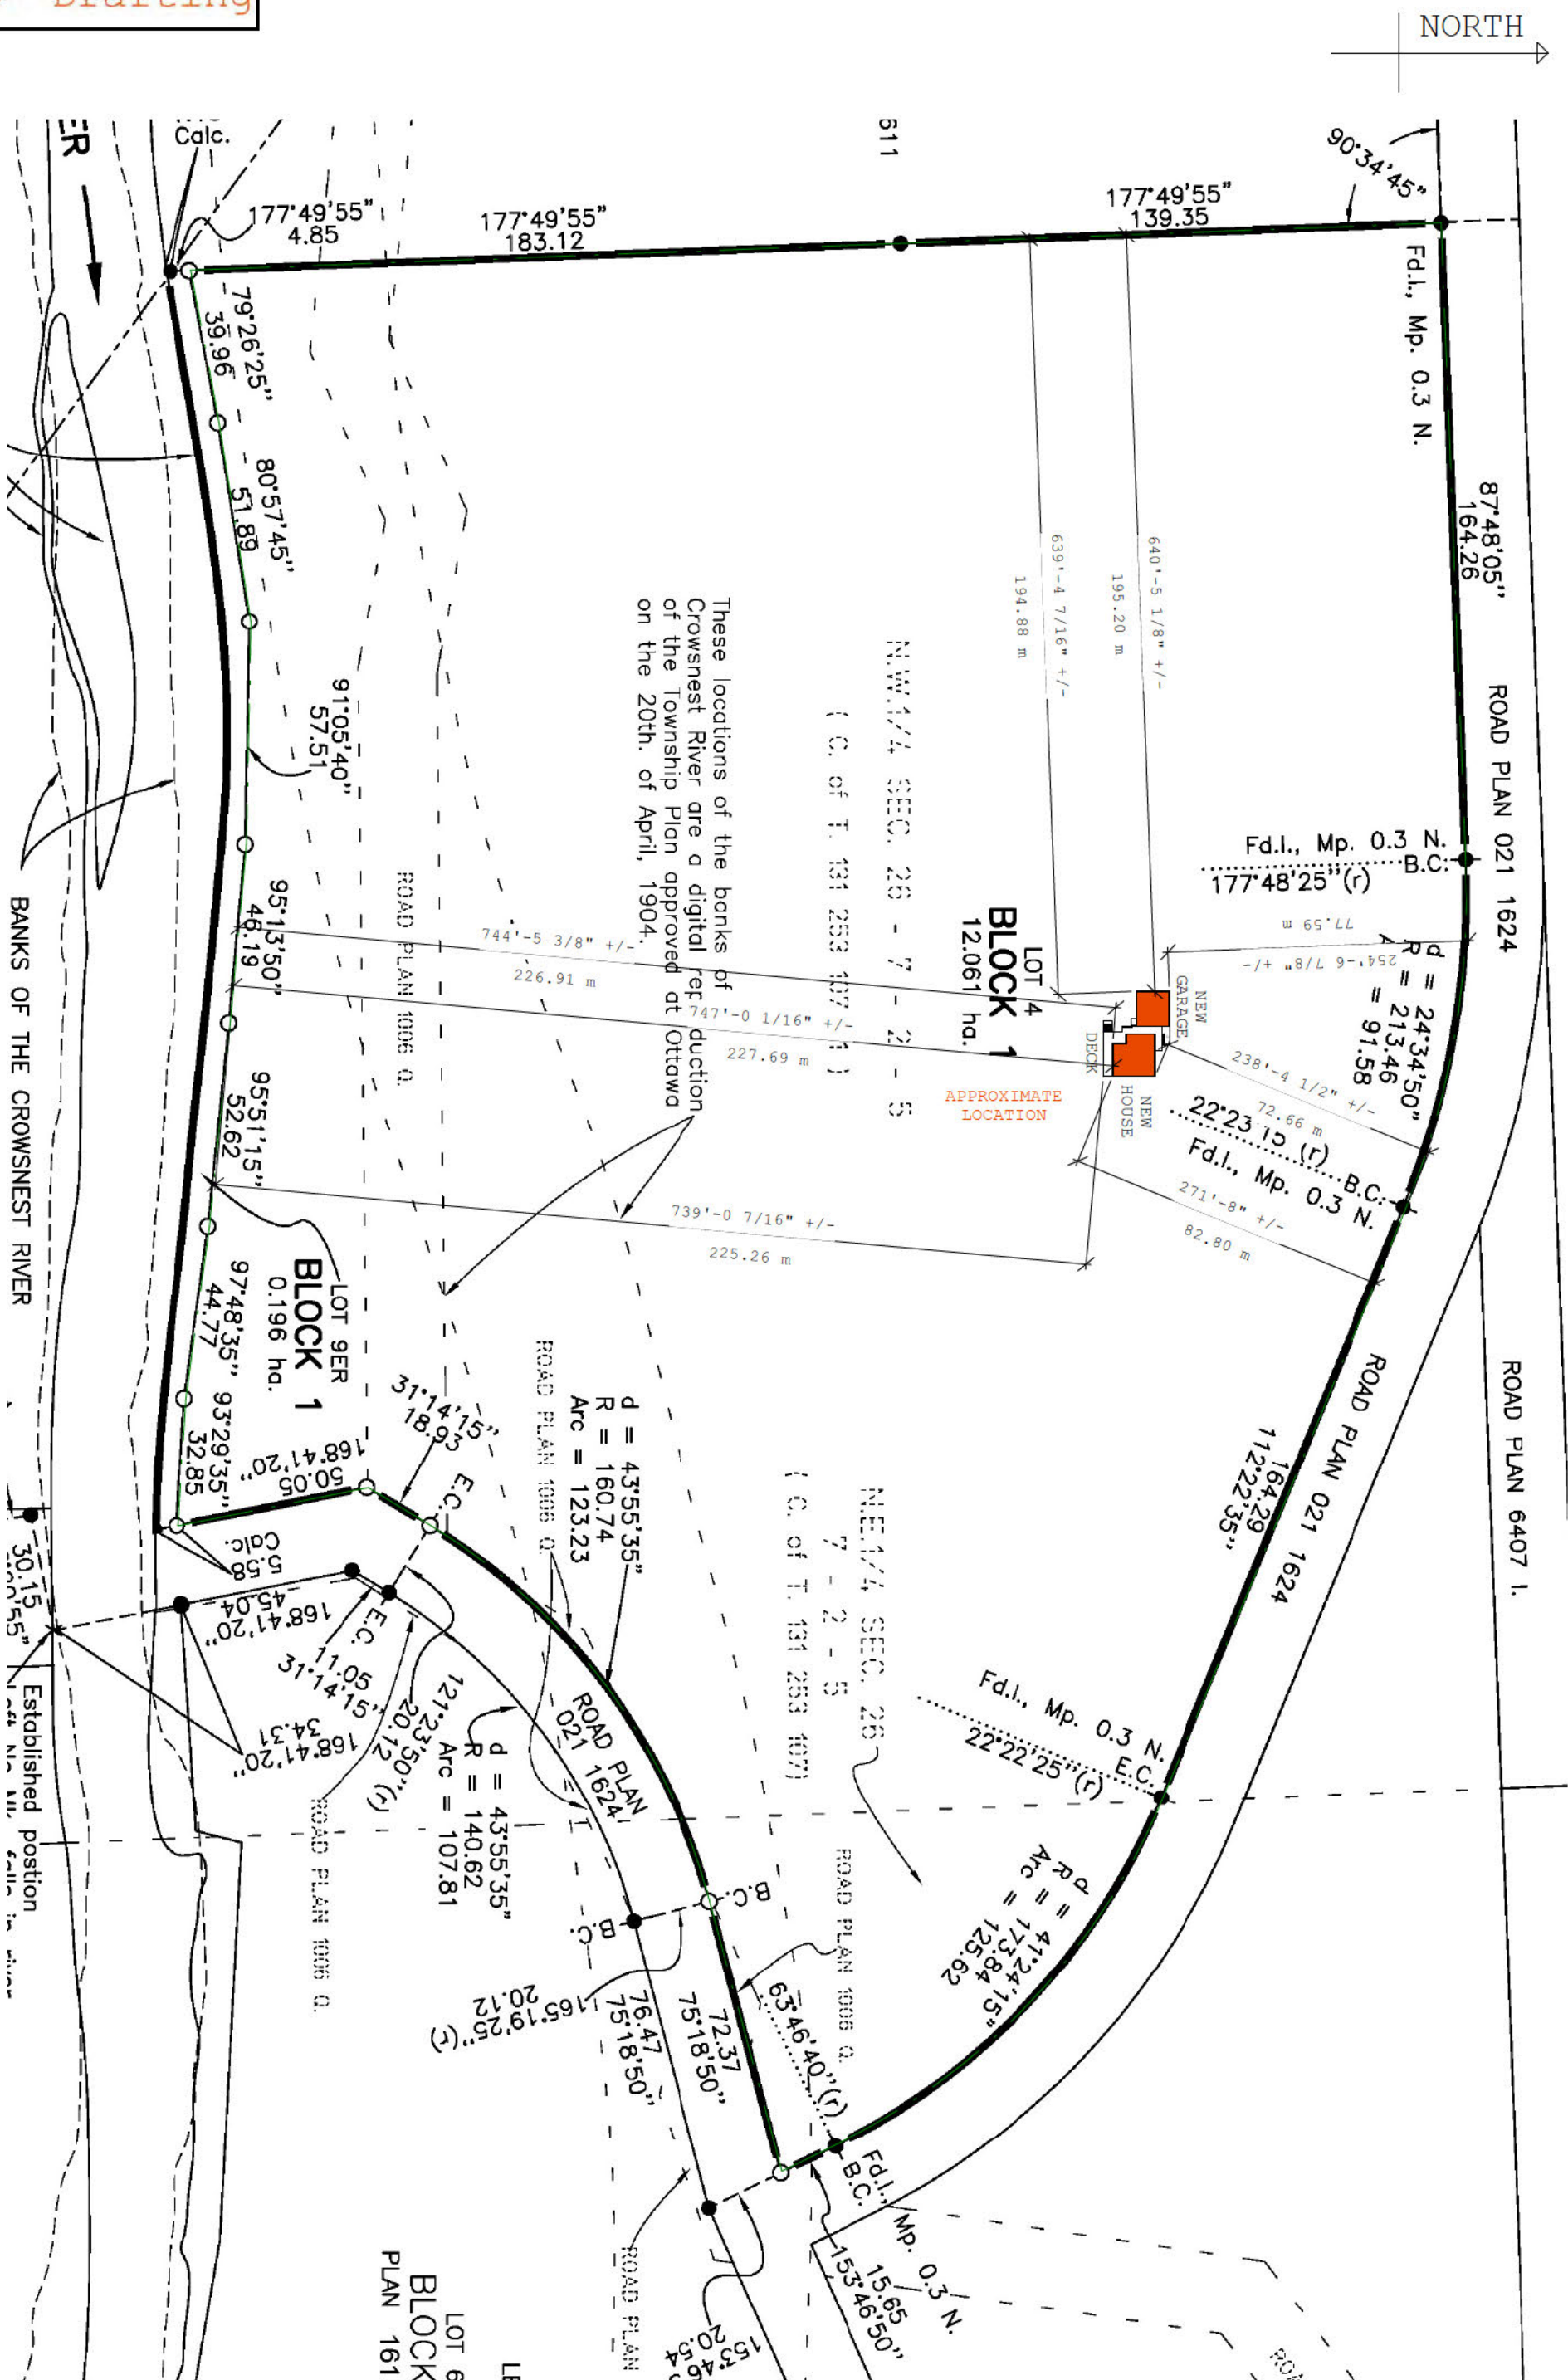 Drafting
NORTH
ER
Calc.
177°49'55"
4.85
177°49'55"
183.12
611
177°49'55"
139.35
90°34'45"
Fd.I., Mp. 0.3 N.
87°48'05"
164.26
ROAD PLAN 021 1624
79°26'25"
39.96
80°57'45"
51.89
91°05'40"
57.51
95°13'50"
46.19
95°51'15"
52.62
97°48'35"
44.77
93°29'35"
32.85
639'-4 7/16" +/-
194.88 m
640'-5 1/8" +/-
195.20 m
These locations of the banks of
Crowsnest River are a digital reproduction
of the Township Plan approved at Ottawa
on the 20th. of April, 1904.
N.W.1/4 SEC. 26 - 7 - 2 - 5
( C. of T. 131 253 107 )
LOT 4
BLOCK 1
12.061 ha.
Fd.I., Mp. 0.3 N.
B.C.
177°48'25"(r)
77.59 m
254'-6 7/8" +/-
d = 24°34'50"
R = 213.46
A = 91.58
NEW
GARAGE
DECK
NEW
HOUSE
APPROXIMATE
LOCATION
238'-4 1/2" +/-
72.66 m
22°23'15 (r)
B.C.
Fd.I., Mp. 0.3 N.
271'-8" +/-
82.80 m
744'-5 3/8" +/-
226.91 m
747'-0 1/16" +/-
227.69 m
739'-0 7/16" +/-
225.26 m
ROAD PLAN 1006 Q.
BANKS OF THE CROWSNEST RIVER
LOT 9ER
BLOCK 1
0.196 ha.
168°41'20"
50.05
31°14'15"
18.93
E.C.
ROAD PLAN 1006 Q.
d = 43°55'35"
R = 160.74
Arc = 123.23
ROAD PLAN 021 1624
164.29
112°22'35"
ROAD PLAN 6407 I.
N.E.1/4 SEC. 26
7 - 2 - 5
( C. of T. 131 253 107)
5.58
Calc.
45.04
168°41'20"
E.C.
11.05
31°14'15"
168°41'20"
34.31
30.15
Established postion
121°23'50"(r)
20.12
d = 43°55'35"
R = 140.62
Arc = 107.81
ROAD PLAN
021 1624
ROAD PLAN 1006 Q.
Fd.I., Mp. 0.3 N.
E.C.
22°22'25"(r)
d = 41°24'15"
R = 173.84
Arc = 125.62
B.C.
B.C.
165°19'25"(r)
20.12
72.37
75°18'50"
76.47
75°18'50"
ROAD PLAN 1006 Q.
63°46'40"(r)
Fd.I., Mp. 0.3 N.
B.C.
15.65
153°46'50"
ROAD PLAN
20.54
LOT 6
BLOCK
PLAN 161